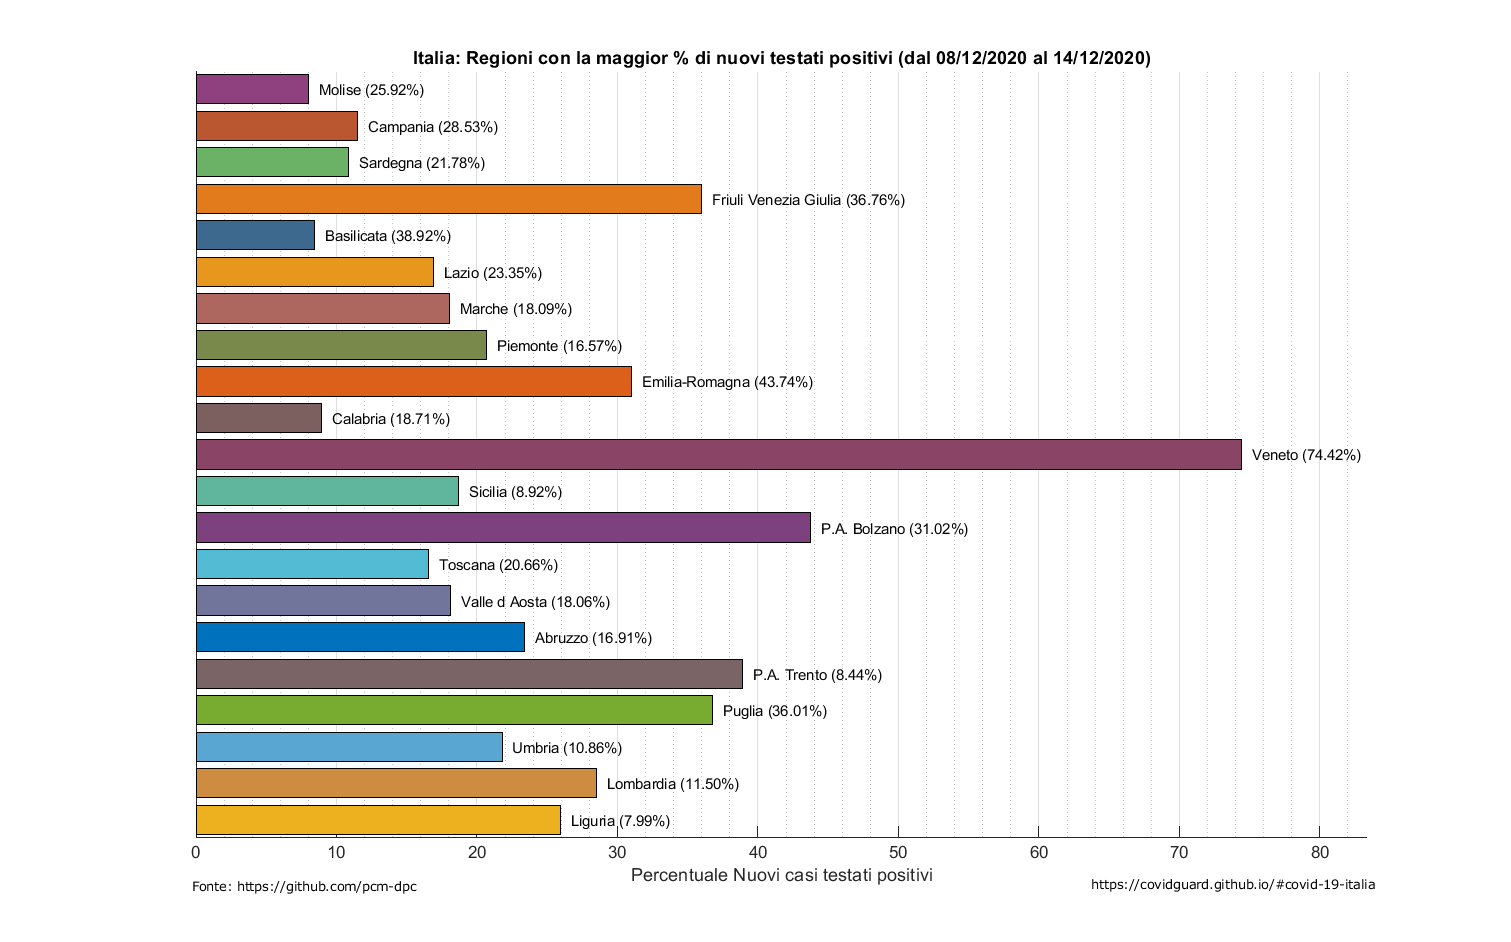 Italia: Regioni con la maggior % di nuovi testati positivi (dal 08/12/2020 al 14/12/2020)
Molise (25.92%)
Campania (28.53%)
Sardegna (21.78%)
Friuli Venezia Giulia (36.76%)
Basilicata (38.92%)
Lazio (23.35%)
Marche (18.09%)
Piemonte (16.57%)
Emilia-Romagna (43.74%)
Calabria (18.71%)
Veneto (74.42%)
Sicilia (8.92%)
P.A. Bolzano (31.02%)
Toscana (20.66%)
Valle d Aosta (18.06%)
Abruzzo (16.91%)
P.A. Trento (8.44%)
Puglia (36.01%)
Umbria (10.86%)
Lombardia (11.50%)
Liguria (7.99%)
0 10 20 30 40 50 60 70 80
Percentuale Nuovi casi testati positivi
Fonte: https://github.com/pcm-dpc
https://covidguard.github.io/#covid-19-italia